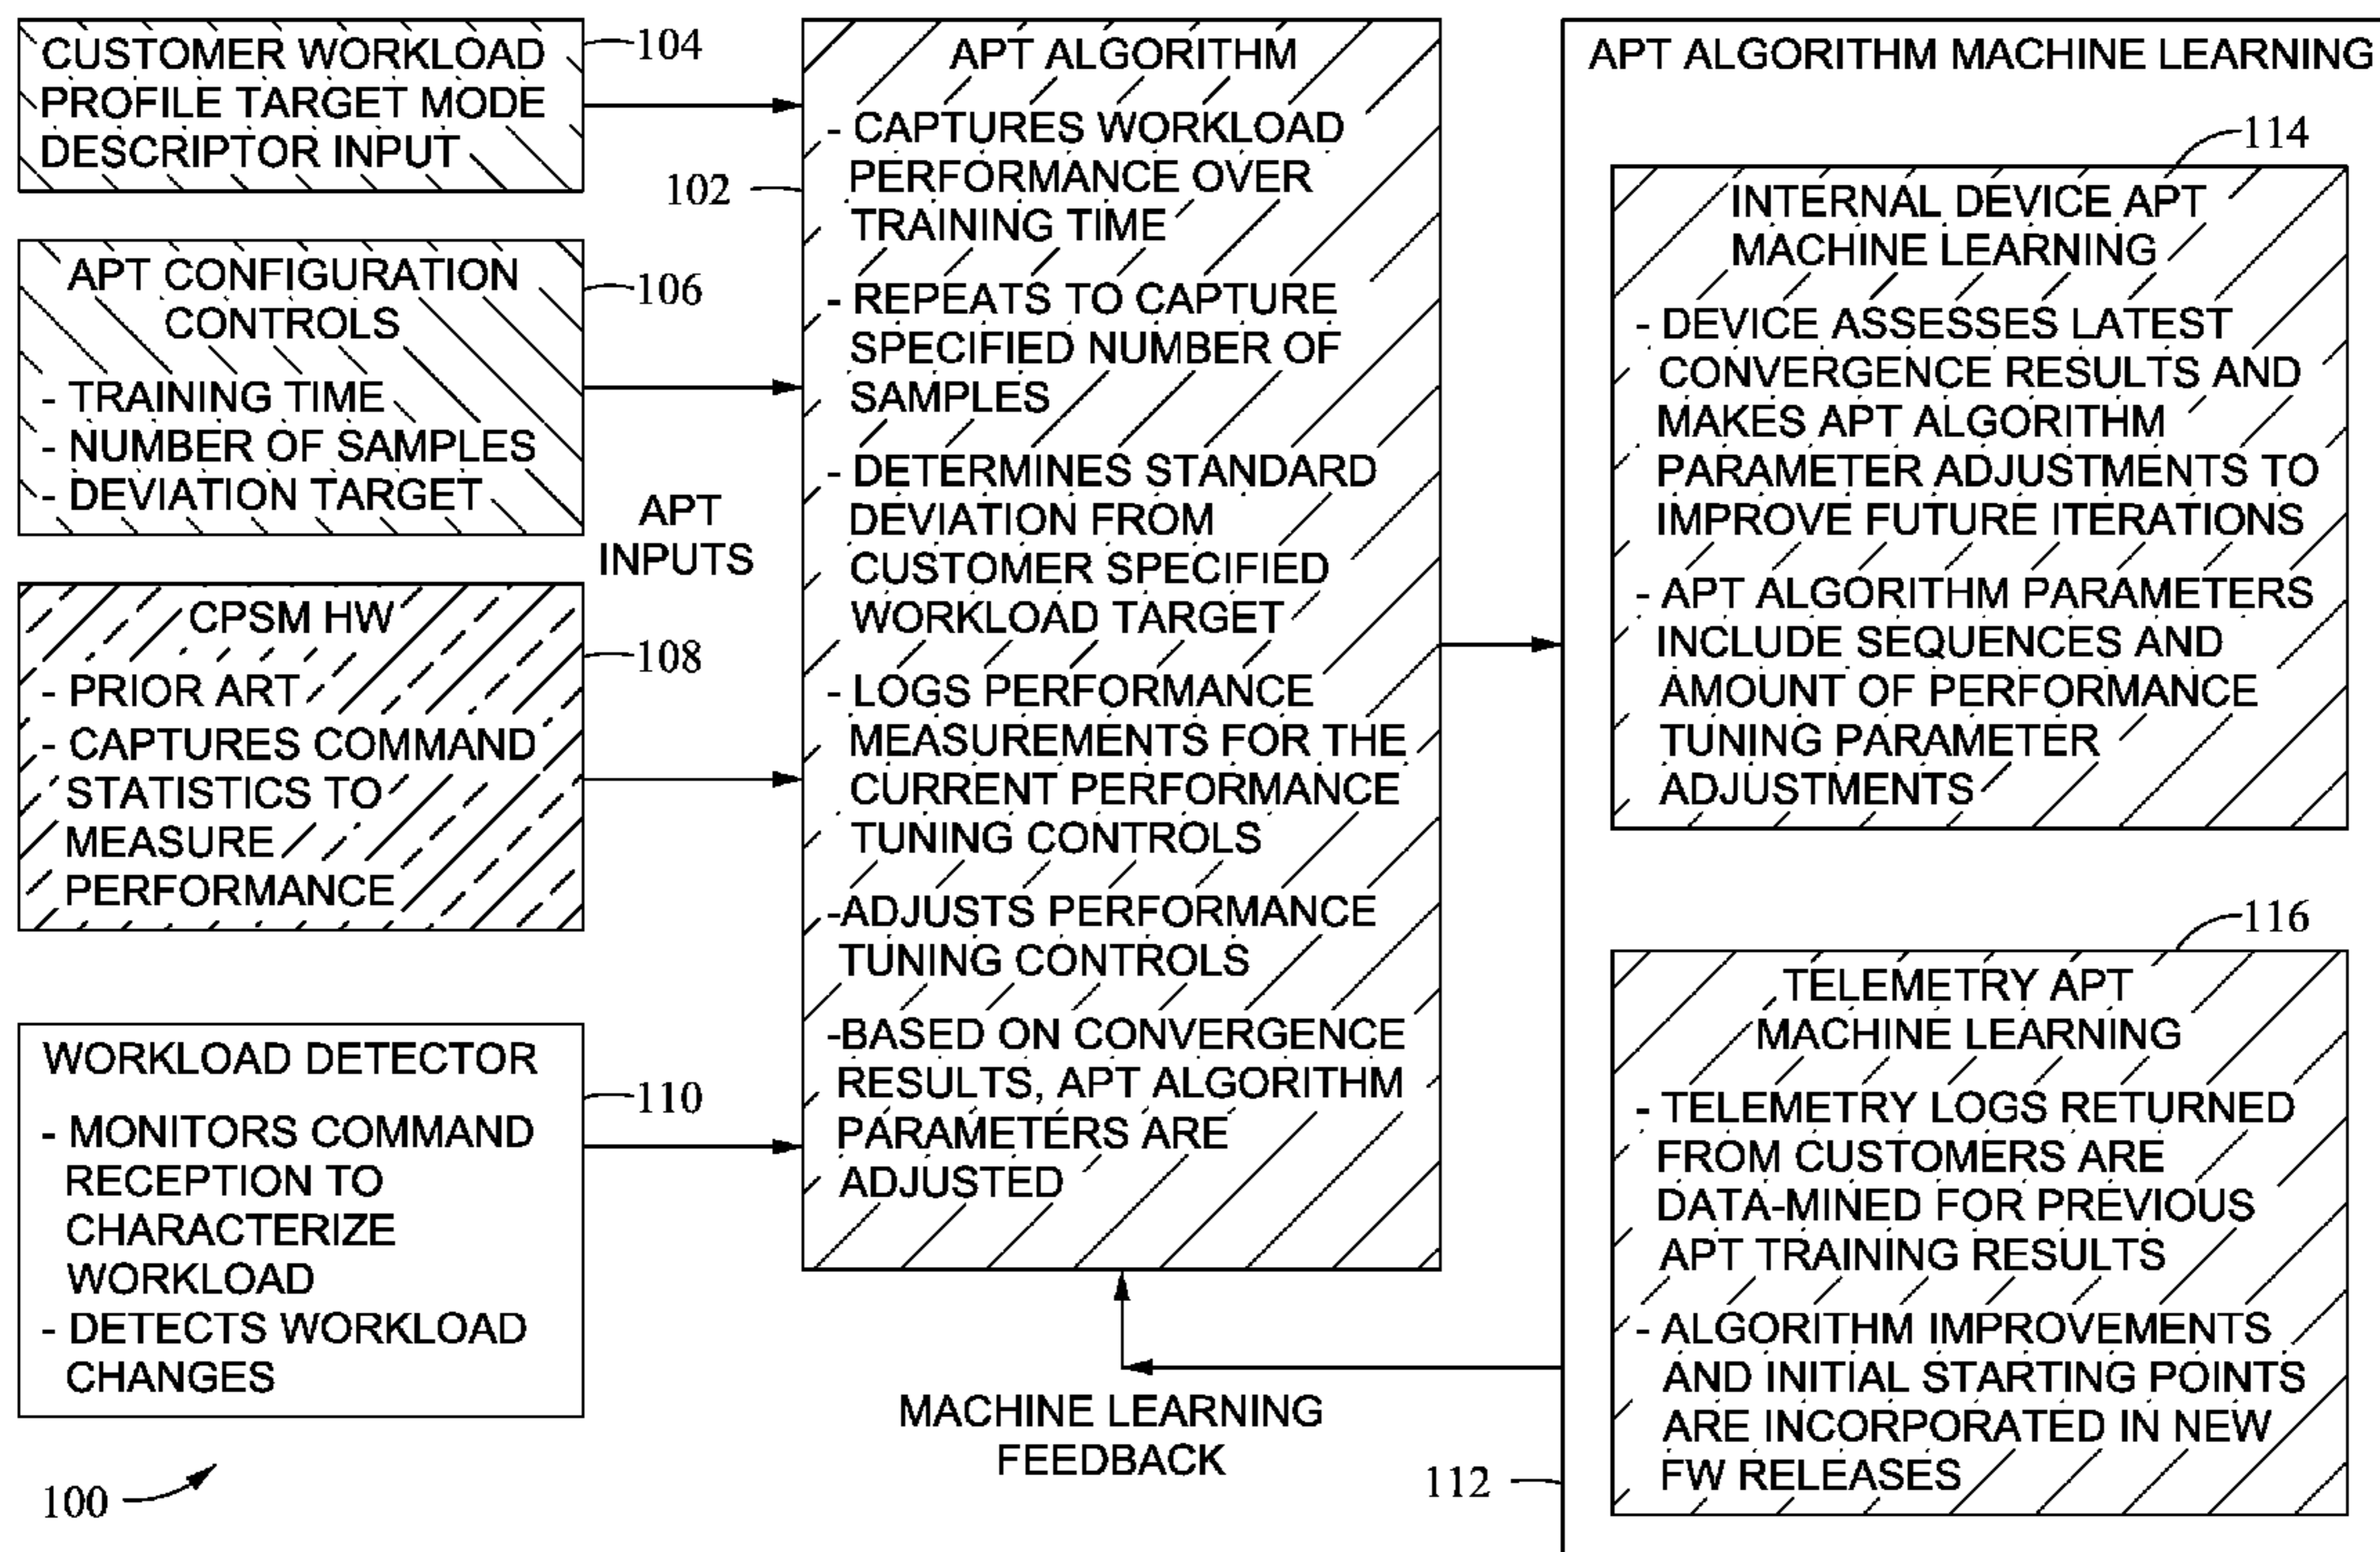 CUSTOMER WORKLOAD
PROFILE TARGET MODE
DESCRIPTOR INPUT
104
APT CONFIGURATION
CONTROLS
- TRAINING TIME
- NUMBER OF SAMPLES
- DEVIATION TARGET
106
CPSM HW
- PRIOR ART
- CAPTURES COMMAND
STATISTICS TO
MEASURE
PERFORMANCE
108
WORKLOAD DETECTOR
- MONITORS COMMAND
RECEPTION TO
CHARACTERIZE
WORKLOAD
- DETECTS WORKLOAD
CHANGES
110
100
APT
INPUTS
102
APT ALGORITHM
- CAPTURES WORKLOAD
PERFORMANCE OVER
TRAINING TIME
- REPEATS TO CAPTURE
SPECIFIED NUMBER OF
SAMPLES
- DETERMINES STANDARD
DEVIATION FROM
CUSTOMER SPECIFIED
WORKLOAD TARGET
- LOGS PERFORMANCE
MEASUREMENTS FOR THE
CURRENT PERFORMANCE
TUNING CONTROLS
-ADJUSTS PERFORMANCE
TUNING CONTROLS
-BASED ON CONVERGENCE
RESULTS, APT ALGORITHM
PARAMETERS ARE
ADJUSTED
MACHINE LEARNING
FEEDBACK
112
APT ALGORITHM MACHINE LEARNING
114
INTERNAL DEVICE APT
MACHINE LEARNING
- DEVICE ASSESSES LATEST
CONVERGENCE RESULTS AND
MAKES APT ALGORITHM
PARAMETER ADJUSTMENTS TO
IMPROVE FUTURE ITERATIONS
- APT ALGORITHM PARAMETERS
INCLUDE SEQUENCES AND
AMOUNT OF PERFORMANCE
TUNING PARAMETER
ADJUSTMENTS
116
TELEMETRY APT
MACHINE LEARNING
- TELEMETRY LOGS RETURNED
FROM CUSTOMERS ARE
DATA-MINED FOR PREVIOUS
APT TRAINING RESULTS
- ALGORITHM IMPROVEMENTS
AND INITIAL STARTING POINTS
ARE INCORPORATED IN NEW
FW RELEASES